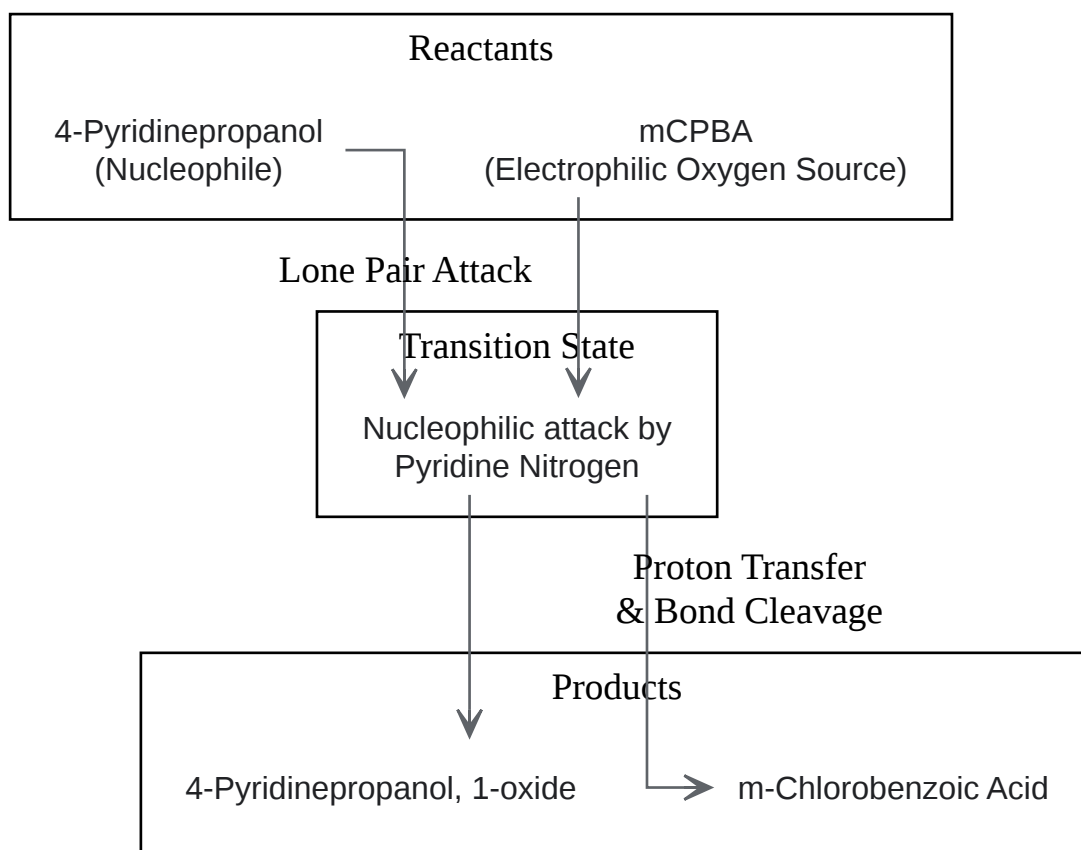 Reactants
4-Pyridinepropanol
(Nucleophile)
mCPBA
(Electrophilic Oxygen Source)
Lone Pair Attack
Transition State
Nucleophilic attack by
Pyridine Nitrogen
Proton Transfer
& Bond Cleavage
Products
4-Pyridinepropanol, 1-oxide
m-Chlorobenzoic Acid